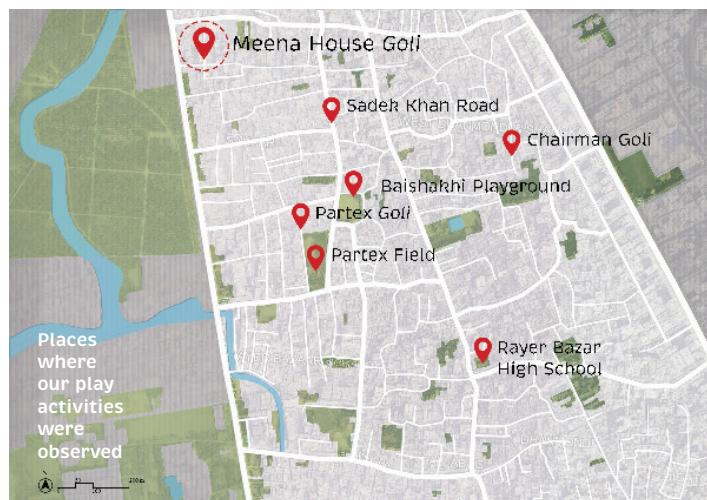 Meena House Goli
Sadek Khan Road
Chairman Goli
Baishakhi Playground
Partex Goli
Partex Field
Rayer Bazar
High School
Places
where
our play
activities
were
observed